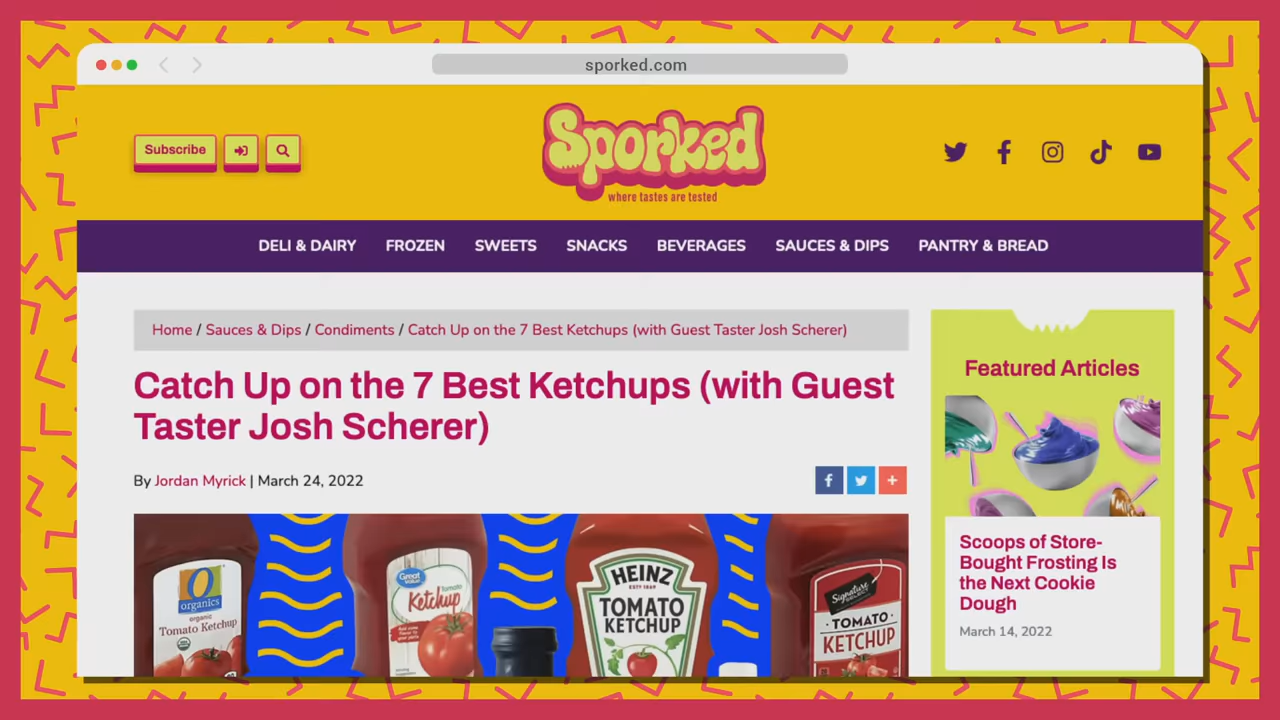 sporked.com
Subscribe
Sporked
where tastes are tested
DELI & DAIRY FROZEN SWEETS SNACKS BEVERAGES SAUCES & DIPS PANTRY & BREAD
Home / Sauces & Dips / Condiments / Catch Up on the 7 Best Ketchups (with Guest Taster Josh Scherer)
Catch Up on the 7 Best Ketchups (with Guest
Taster Josh Scherer)
By Jordan Myrick | March 24, 2022
O
organics
organic
Tomato Ketchup
Great
Value
tomato
Ketchup
HEINZ
ESTD 1869
TOMATO
KETCHUP
Signature
TOMATO
KETCHUP
Featured Articles
Scoops of Store-
Bought Frosting Is
the Next Cookie
Dough
March 14, 2022